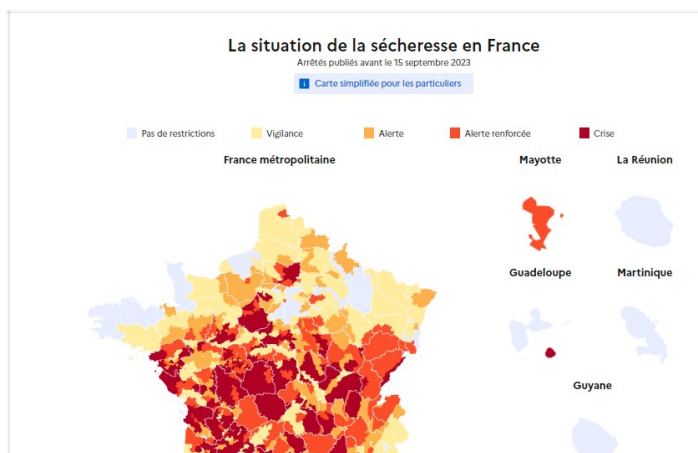 La situation de la sécheresse en France
Arrêtés publiés avant le 15 septembre 2023
i Carte simplifiée pour les particuliers
Pas de restrictions Vigilance Alerte Alerte renforcée Crise
France métropolitaine Mayotte La Réunion
Guadeloupe Martinique
Guyane